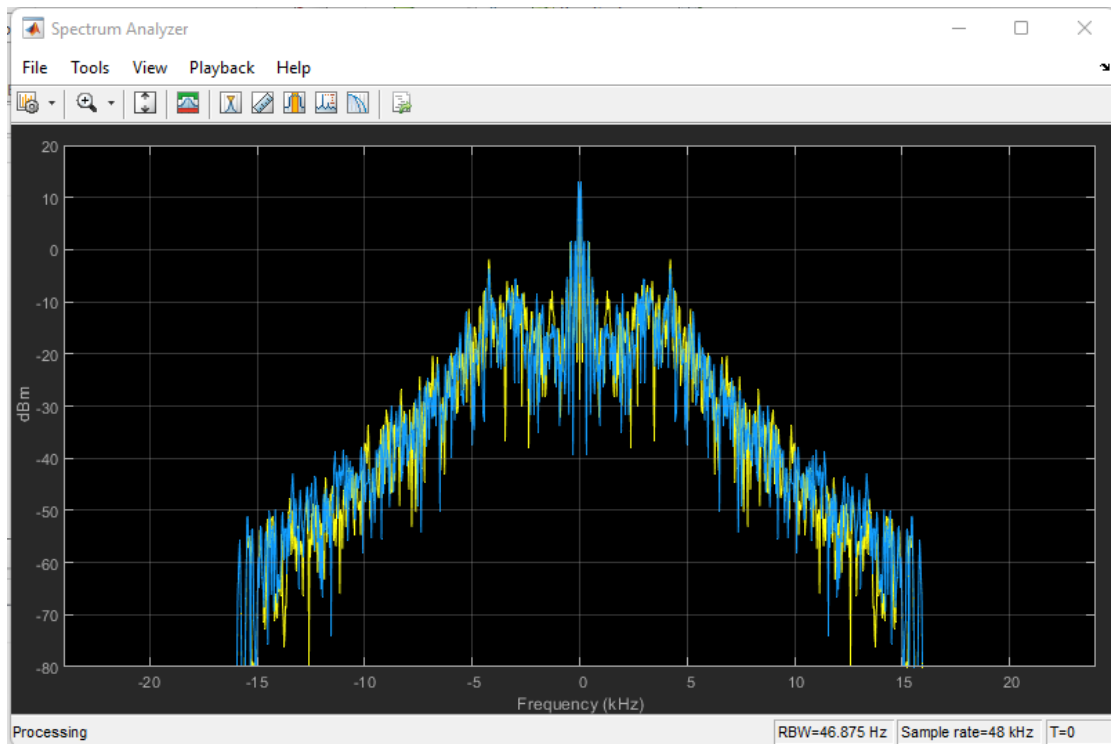 Spectrum Analyzer
File Tools View Playback Help
20
10
0
-10
-20
-30
-40
-50
-60
-70
-80
dBm
-20 -15 -10 -5 0 5 10 15 20
Frequency (kHz)
Processing RBW=46.875 Hz Sample rate=48 kHz T=0